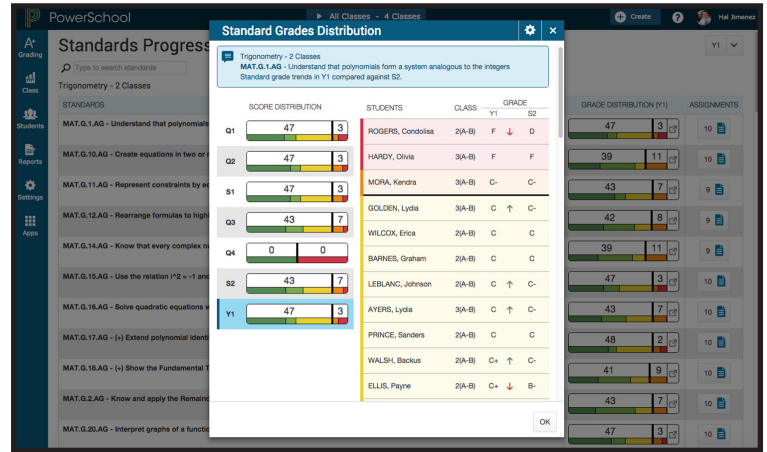 PowerSchool
All Classes - 4 Classes
Create
Hal Jimenez
A+
Grading
Class
Students
Reports
Settings
Apps
Standards Progress
Y1
Type to search standards
Trigonometry - 2 Classes
STANDARDS
GRADE DISTRIBUTION (Y1)
ASSIGNMENTS
MAT.G.1.AG - Understand that polynomials
47 3
10
MAT.G.10.AG - Create equations in two or
39 11
10
MAT.G.11.AG - Represent constraints by
43 7
9
MAT.G.12.AG - Rearrange formulas to
42 8
9
MAT.G.14.AG - Know that every complex
39 11
9
MAT.G.15.AG - Use the relation i^2 = -1
47 3
10
MAT.G.16.AG - Solve quadratic equations
43 7
10
MAT.G.17.AG - (+) Extend polynomial
48 2
10
MAT.G.18.AG - (+) Show the Fundamental
41 9
10
MAT.G.2.AG - Know and apply the
43 7
10
MAT.G.20.AG - Interpret graphs of a
47 3
10
Standard Grades Distribution
×
Trigonometry - 2 Classes
MAT.G.1.AG - Understand that polynomials form a system analogous to the integers
Standard grade trends in Y1 compared against S2.
SCORE DISTRIBUTION
Q1 47 3
Q2 47 3
S1 47 3
Q3 43 7
Q4 0 0
S2 43 7
Y1 47 3
STUDENTS CLASS GRADE
Y1 S2
ROGERS, Condolisa 2(A-B) F ↓ D
HARDY, Olivia 3(A-B) F F
MORA, Kendra 3(A-B) C- C-
GOLDEN, Lydia 3(A-B) C ↑ C-
WILCOX, Erica 2(A-B) C C
BARNES, Graham 2(A-B) C C
LEBLANC, Johnson 2(A-B) C ↑ C-
AYERS, Lydia 3(A-B) C ↑ C-
PRINCE, Sanders 2(A-B) C C
WALSH, Backus 2(A-B) C+ ↑ C-
ELLIS, Payne 2(A-B) C+ ↓ B-
OK